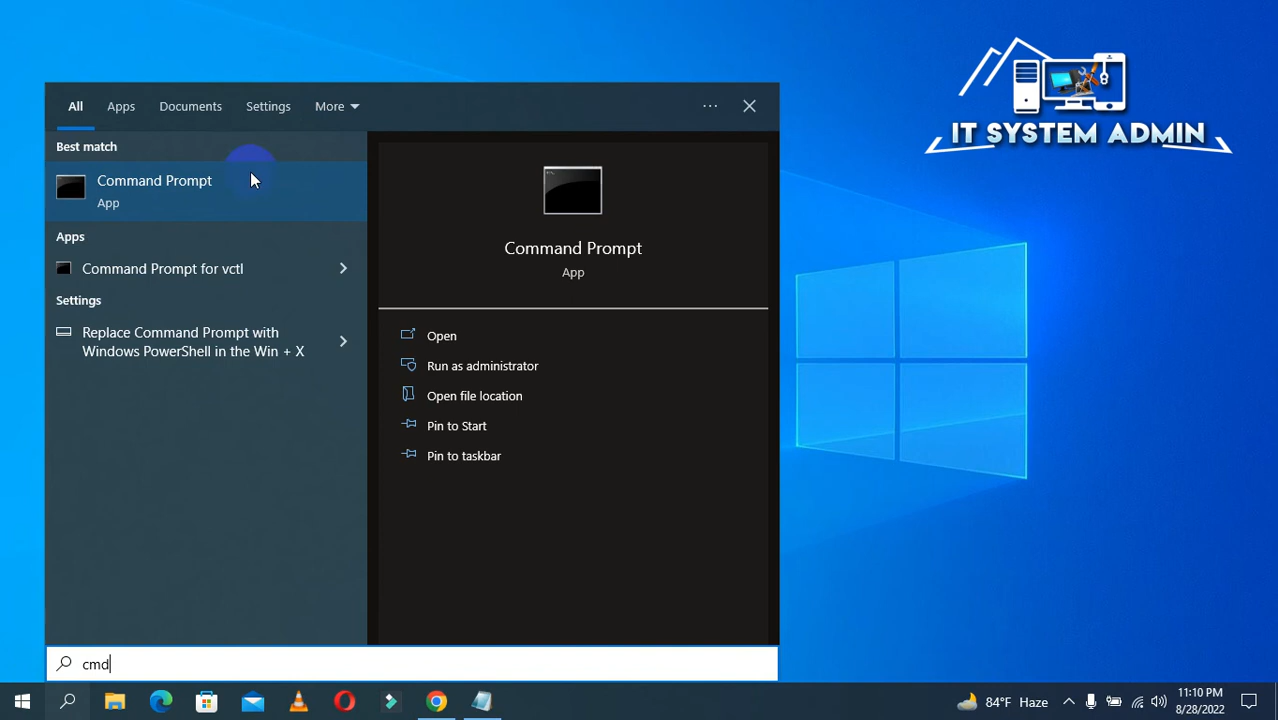 IT SYSTEM ADMIN
All Apps Documents Settings More
Best match
Command Prompt
App
Apps
Command Prompt for vctl
Settings
Replace Command Prompt with
Windows PowerShell in the Win + X
Command Prompt
App
Open
Run as administrator
Open file location
Pin to Start
Pin to taskbar
cmd
84°F Haze
11:10 PM
8/28/2022